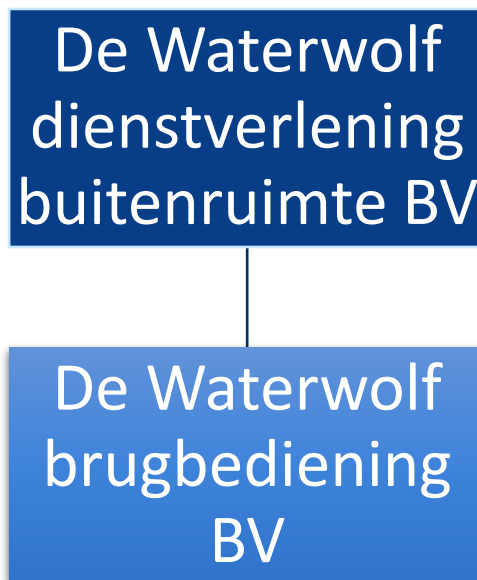 De Waterwolf
dienstverlening
buitenruimte BV
De Waterwolf
brugbediening
BV